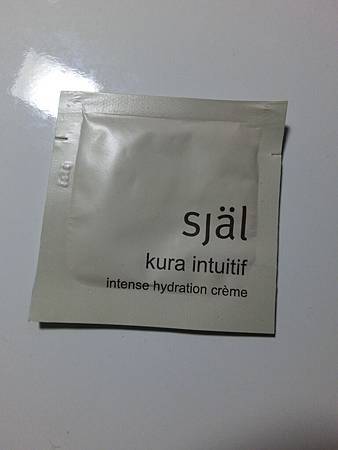 själ
kura intuitif
intense hydration crème